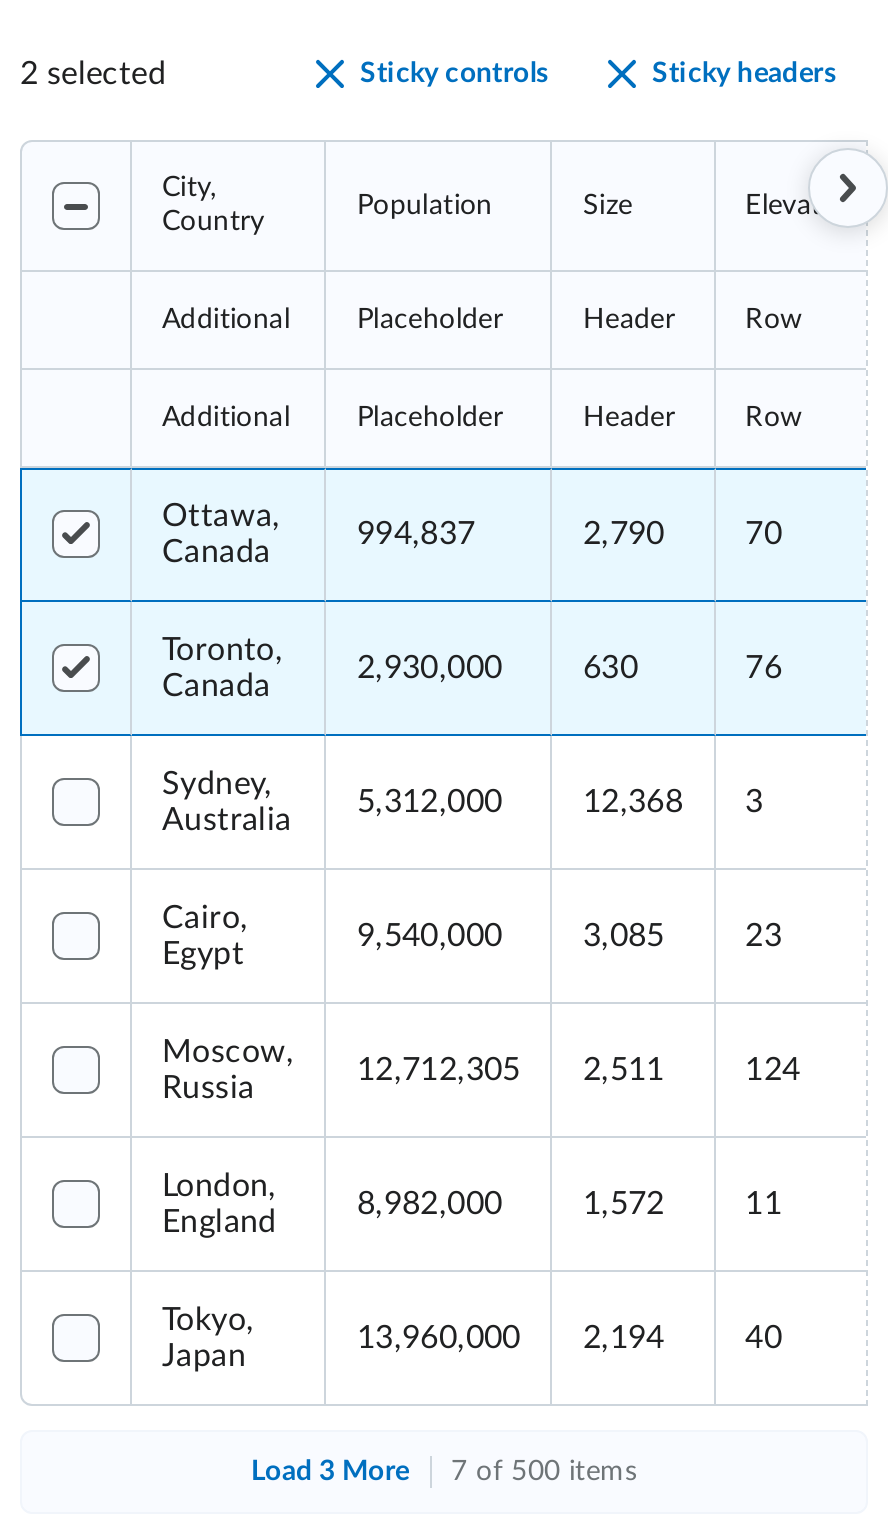 2 selected Sticky controls Sticky headers
City,
Country Population Size
Additional Placeholder Header Row
Additional Placeholder Header Row
Ottawa,
Canada 994,837 2,790 70
Toronto,
Canada 2,930,000 630 76
Sydney,
Australia 5,312,000 12,368 3
Cairo,
Egypt 9,540,000 3,085 23
Moscow,
Russia 12,712,305 2,511 124
London,
England 8,982,000 1,572 11
Tokyo,
Japan 13,960,000 2,194 40
Load 3 More 7 of 500 items